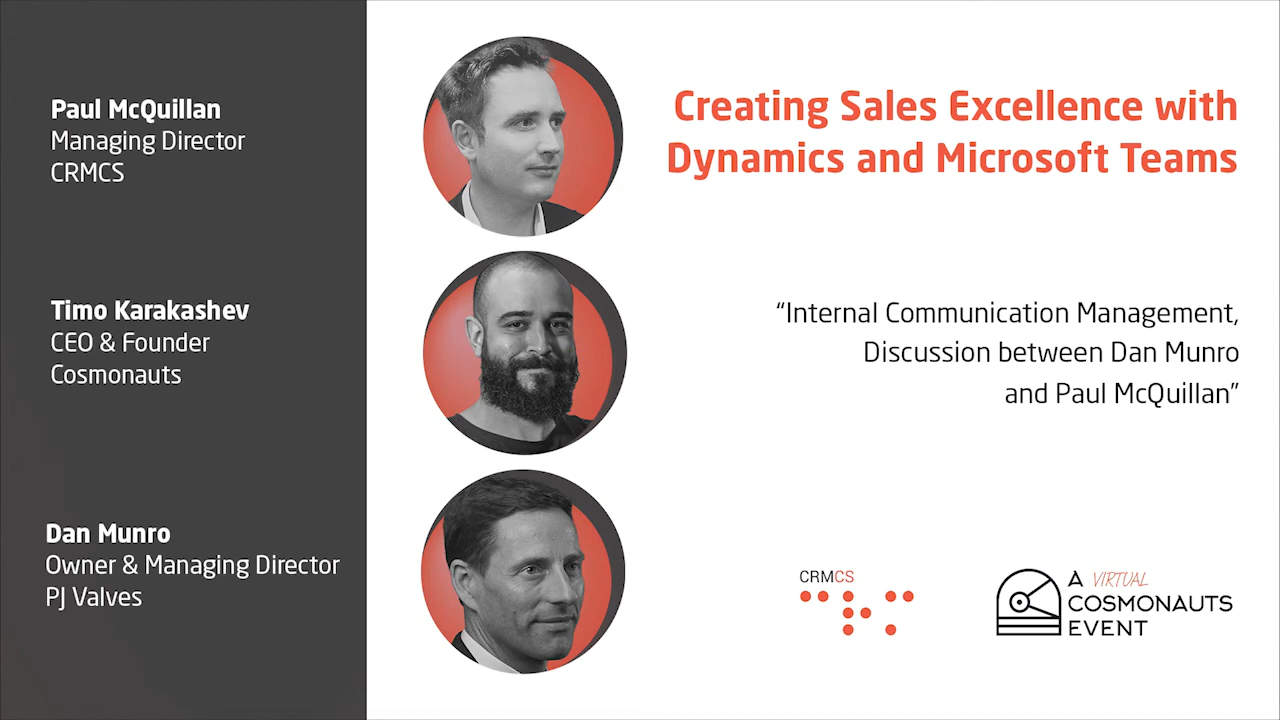 Paul McQuillan
Managing Director
CRMCS
Timo Karakashev
CEO & Founder
Cosmonauts
Dan Munro
Owner & Managing Director
PJ Valves
Creating Sales Excellence with
Dynamics and Microsoft Teams
“Internal Communication Management,
Discussion between Dan Munro
and Paul McQuillan”
CRMCS
A VIRTUAL
COSMONAUTS
EVENT